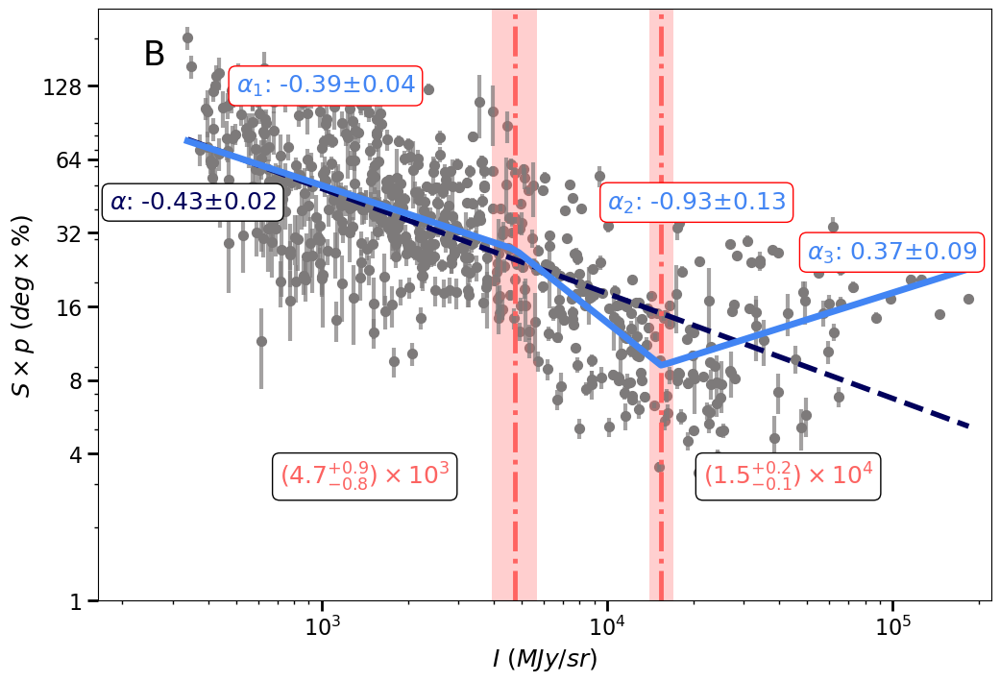 B
α₁: -0.39±0.04
α: -0.43±0.02
α₂: -0.93±0.13
α₃: 0.37±0.09
(4.7⁺⁰·⁹₋₀.₈) × 10³
(1.5⁺⁰·²₋₀.₁) × 10⁴
128
64
32
16
8
4
1
S × p (deg × %)
10³ 10⁴ 10⁵
I (MJy/sr)